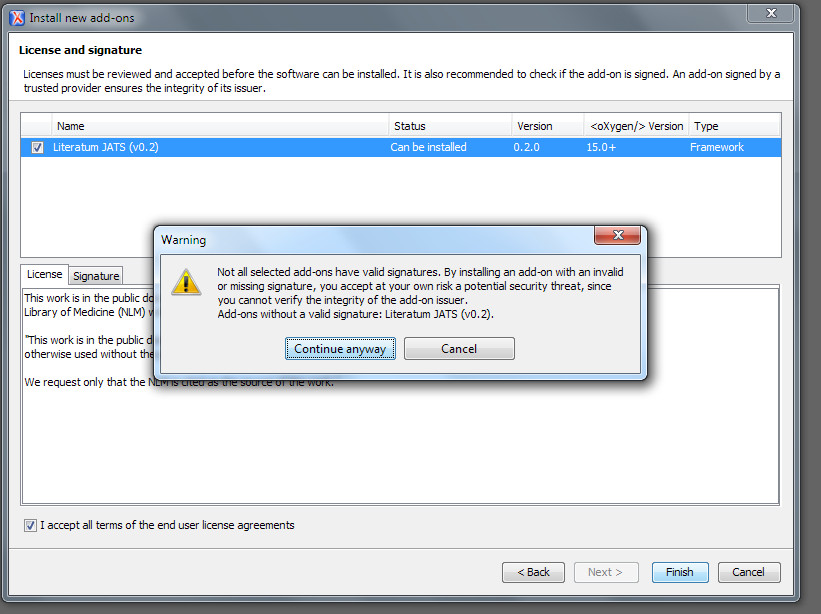 Install new add-ons
License and signature
Licenses must be reviewed and accepted before the software can be installed. It is also recommended to check if the add-on is signed. An add-on signed by a
trusted provider ensures the integrity of its issuer.
Name Status Version <oXygen/> Version Type
Literatum JATS (v0.2) Can be installed 0.2.0 15.0+ Framework
Warning
Not all selected add-ons have valid signatures. By installing an add-on with an invalid
or missing signature, you accept at your own risk a potential security threat, since
you cannot verify the integrity of the add-on issuer.
Add-ons without a valid signature: Literatum JATS (v0.2).
Continue anyway Cancel
License Signature
This work is in the public do
Library of Medicine (NLM) w
"This work is in the public d
otherwise used without the
We request only that the NLM is cited as the source of the work.
I accept all terms of the end user license agreements
< Back Next > Finish Cancel